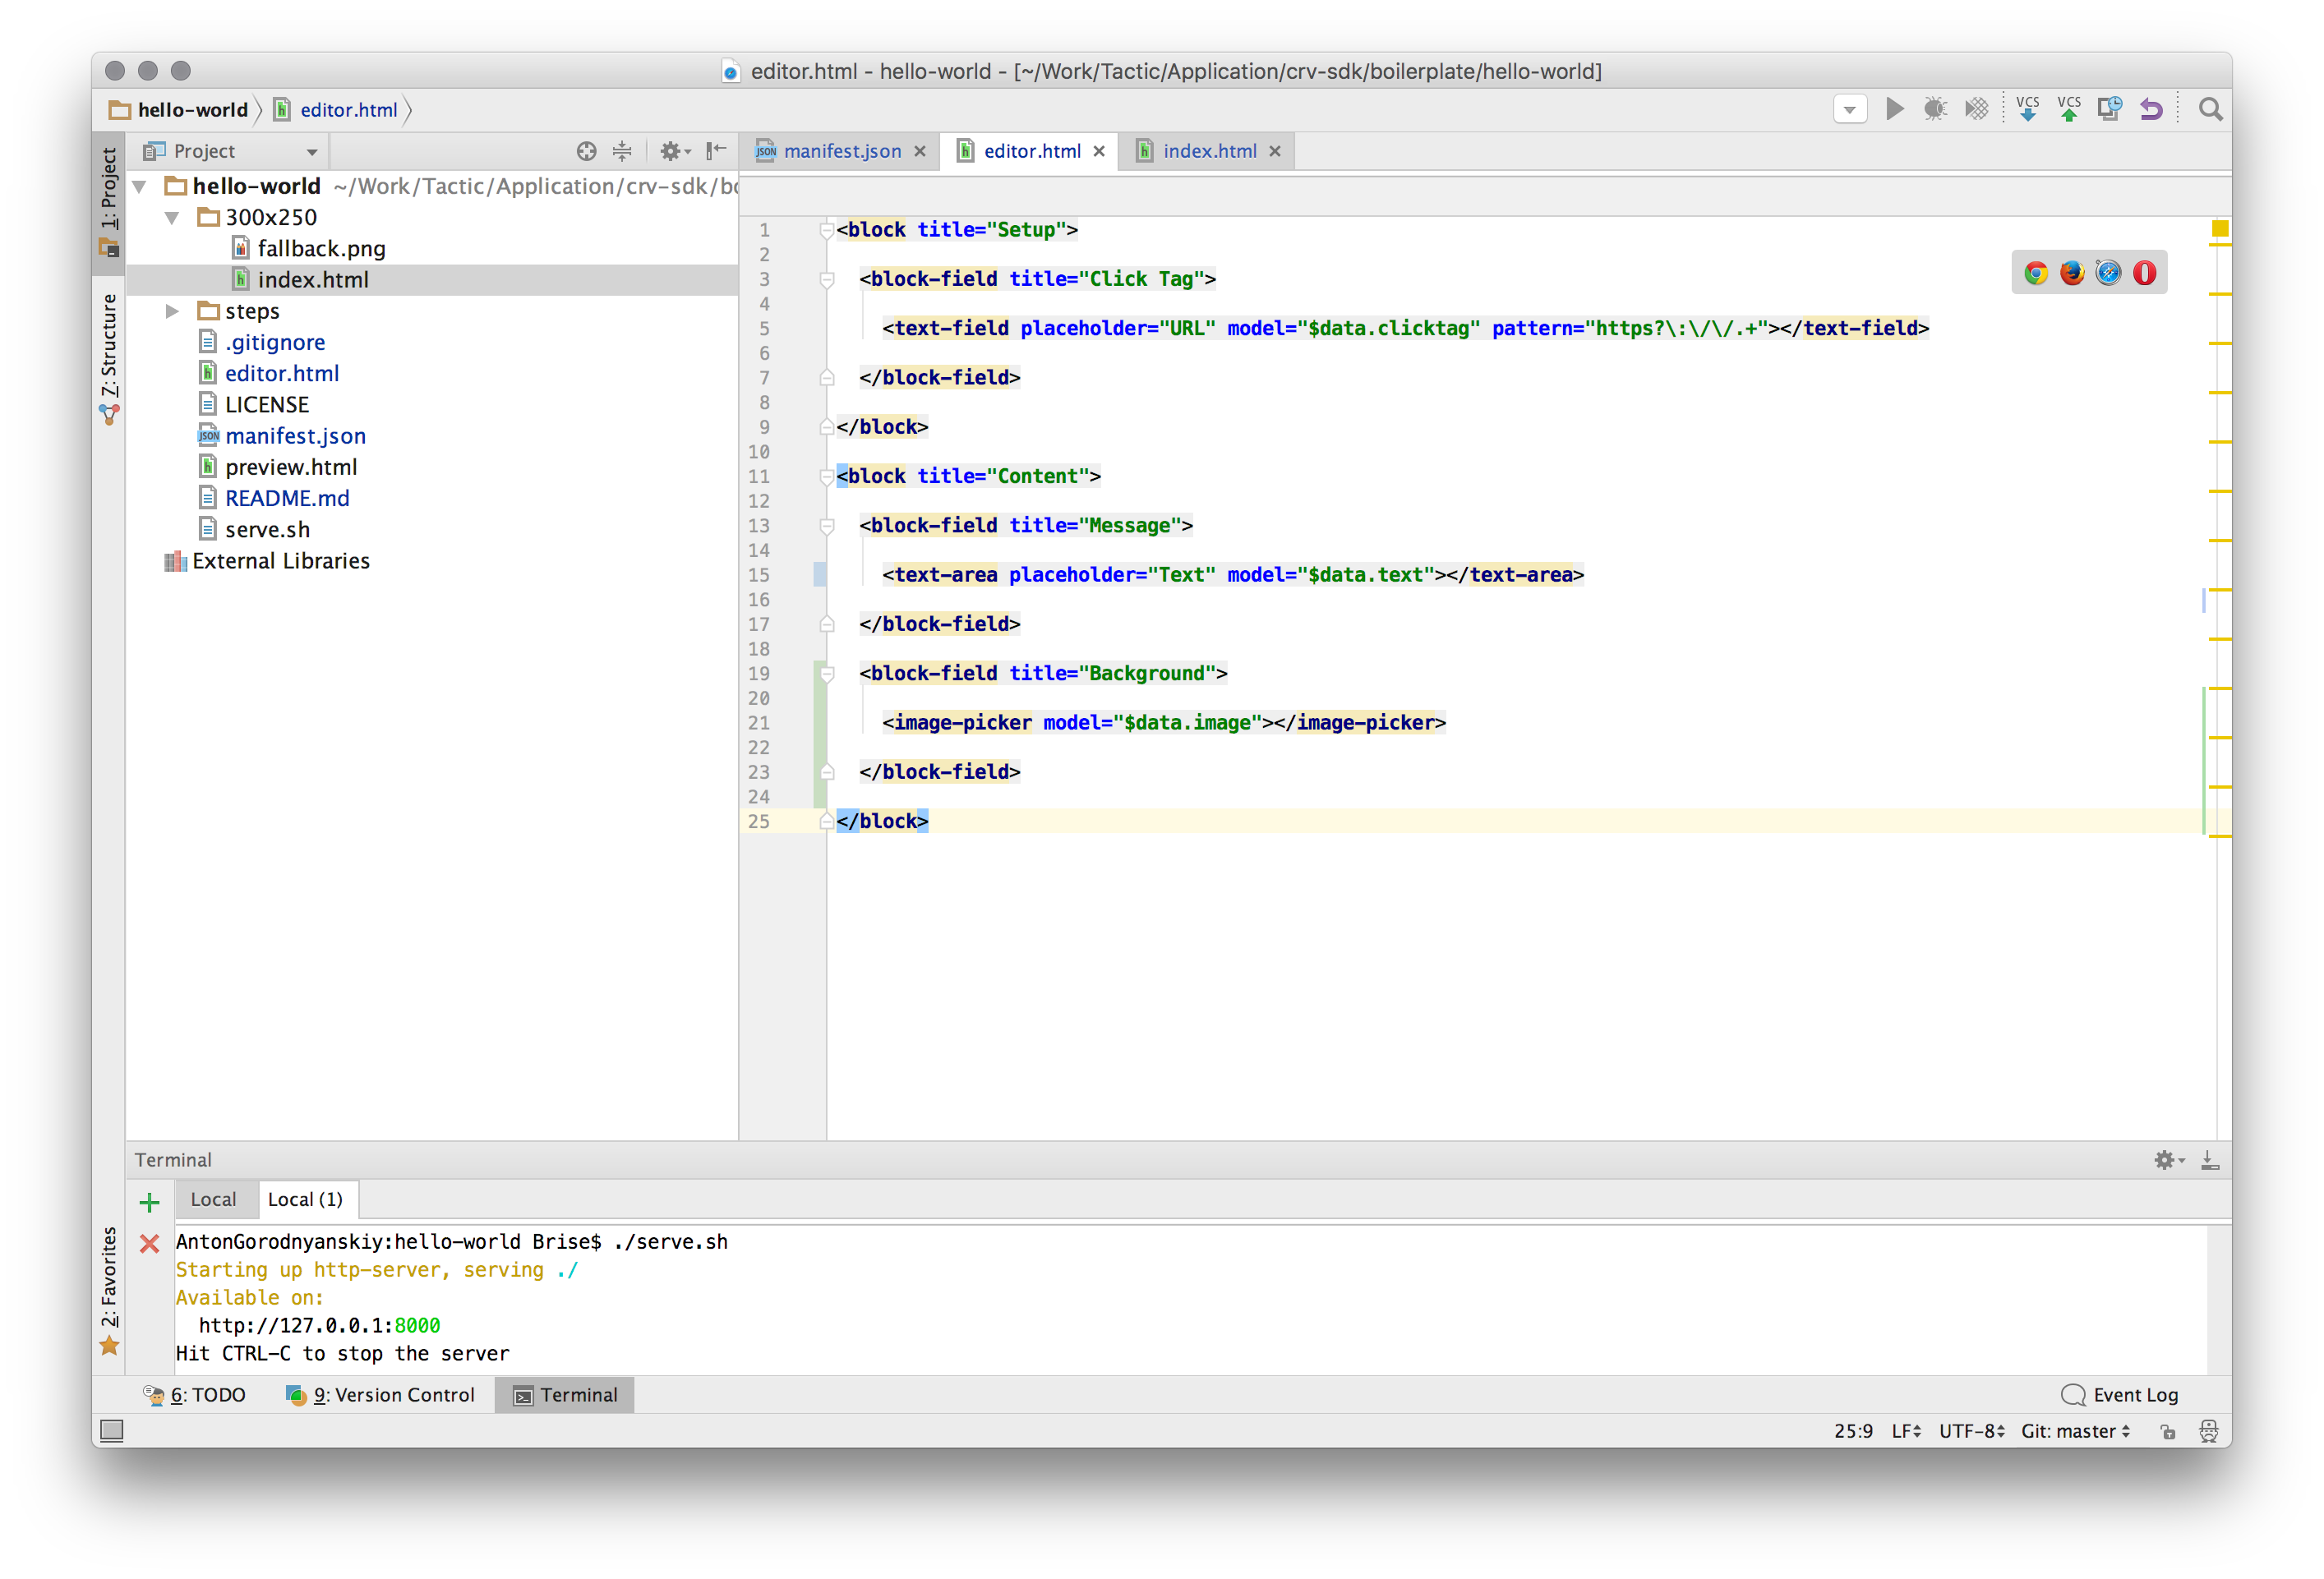 editor.html - hello-world - [~/Work/Tactic/Application/crv-sdk/boilerplate/hello-world]
hello-world editor.html
VCS VCS
1: Project
7: Structure
2: Favorites
Project
hello-world ~/Work/Tactic/Application/crv-sdk/bo
300x250
fallback.png
index.html
steps
.gitignore
editor.html
LICENSE
JSON manifest.json
preview.html
README.md
serve.sh
External Libraries
JSON manifest.json editor.html index.html
1 <block title="Setup">
2
3 <block-field title="Click Tag">
4
5 <text-field placeholder="URL" model="$data.clicktag" pattern="https?\:\/\/.+"></text-field>
6
7 </block-field>
8
9 </block>
10
11 <block title="Content">
12
13 <block-field title="Message">
14
15 <text-area placeholder="Text" model="$data.text"></text-area>
16
17 </block-field>
18
19 <block-field title="Background">
20
21 <image-picker model="$data.image"></image-picker>
22
23 </block-field>
24
25 </block>
Terminal
Local Local (1)
AntonGorodnyanskiy:hello-world Brise$ ./serve.sh
Starting up http-server, serving ./
Available on:
http://127.0.0.1:8000
Hit CTRL-C to stop the server
6: TODO 9: Version Control Terminal Event Log
25:9 LF UTF-8 Git: master